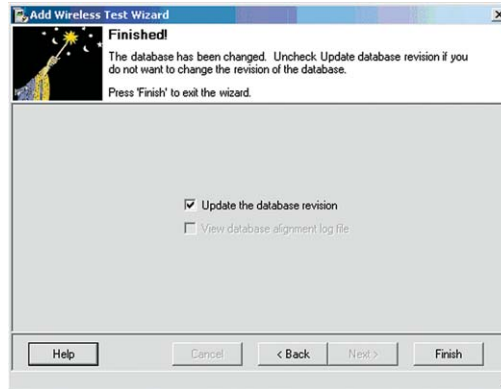 Add Wireless Test Wizard
Finished!
The database has been changed. Uncheck Update database revision if you
do not want to change the revision of the database.
Press 'Finish' to exit the wizard.
Update the database revision
View database alignment log file
Help
Cancel
< Back
Next >
Finish